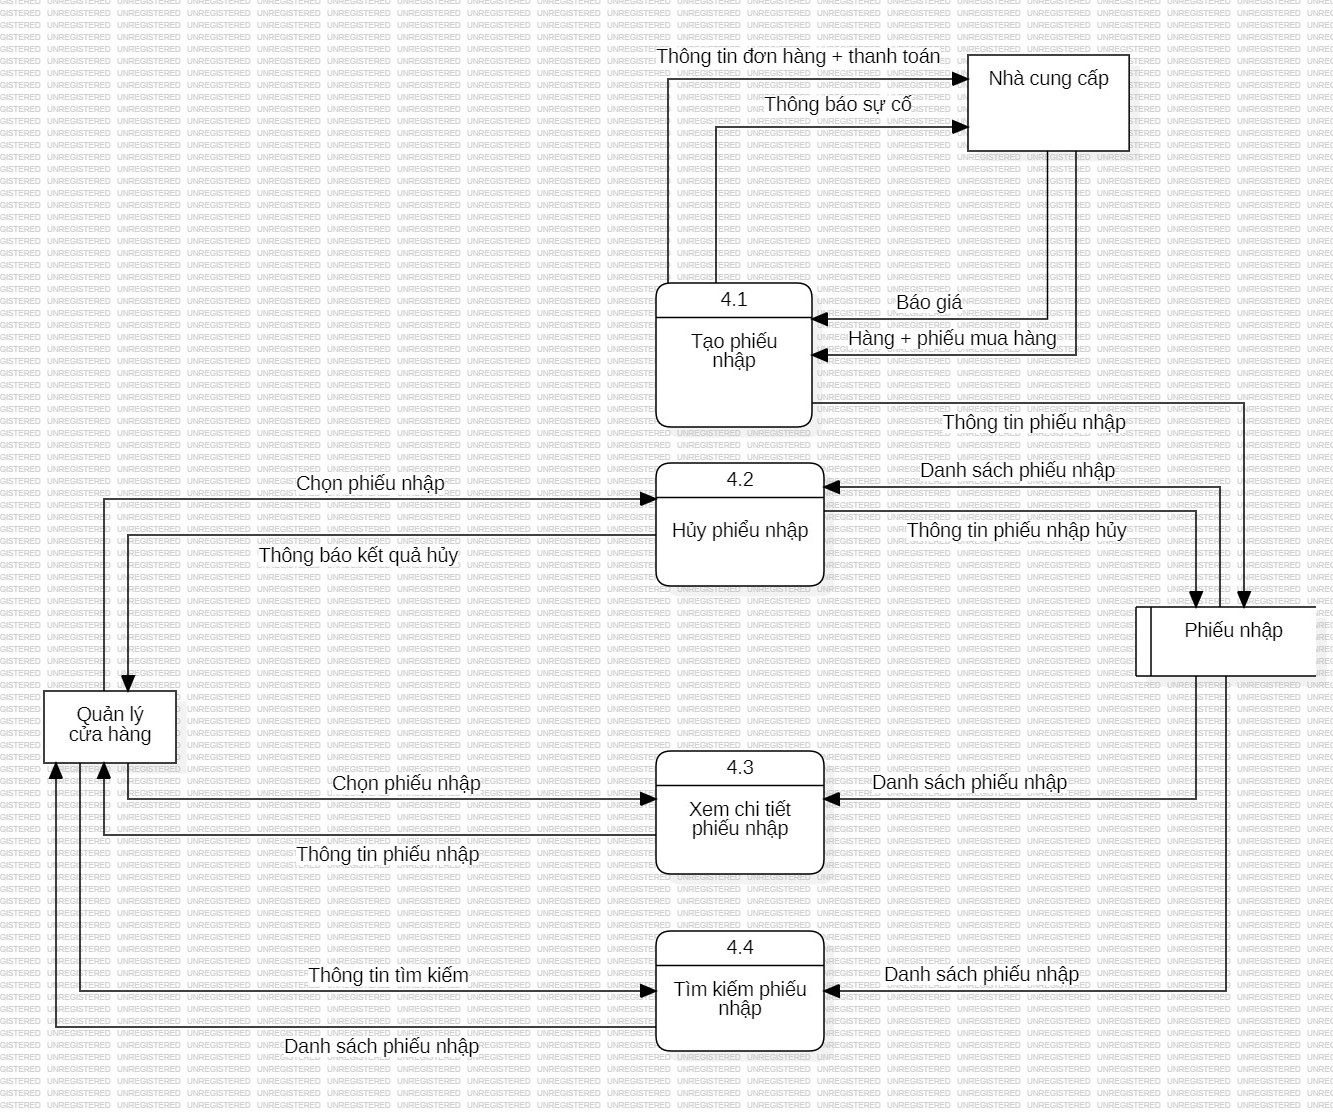 Thông tin đơn hàng + thanh toán
Nhà cung cấp
Thông báo sự cố
4.1
Báo giá
Tạo phiếu
nhập
Hàng + phiếu mua hàng
Thông tin phiếu nhập
4.2
Danh sách phiếu nhập
Chọn phiếu nhập
Hủy phiểu nhập
Thông tin phiếu nhập hủy
Thông báo kết quả hủy
Phiếu nhập
Quản lý
cửa hàng
4.3
Chọn phiếu nhập
Danh sách phiếu nhập
Xem chi tiết
phiếu nhập
Thông tin phiếu nhập
4.4
Thông tin tìm kiếm
Danh sách phiếu nhập
Tìm kiếm phiếu
nhập
Danh sách phiếu nhập
UNREGISTERED